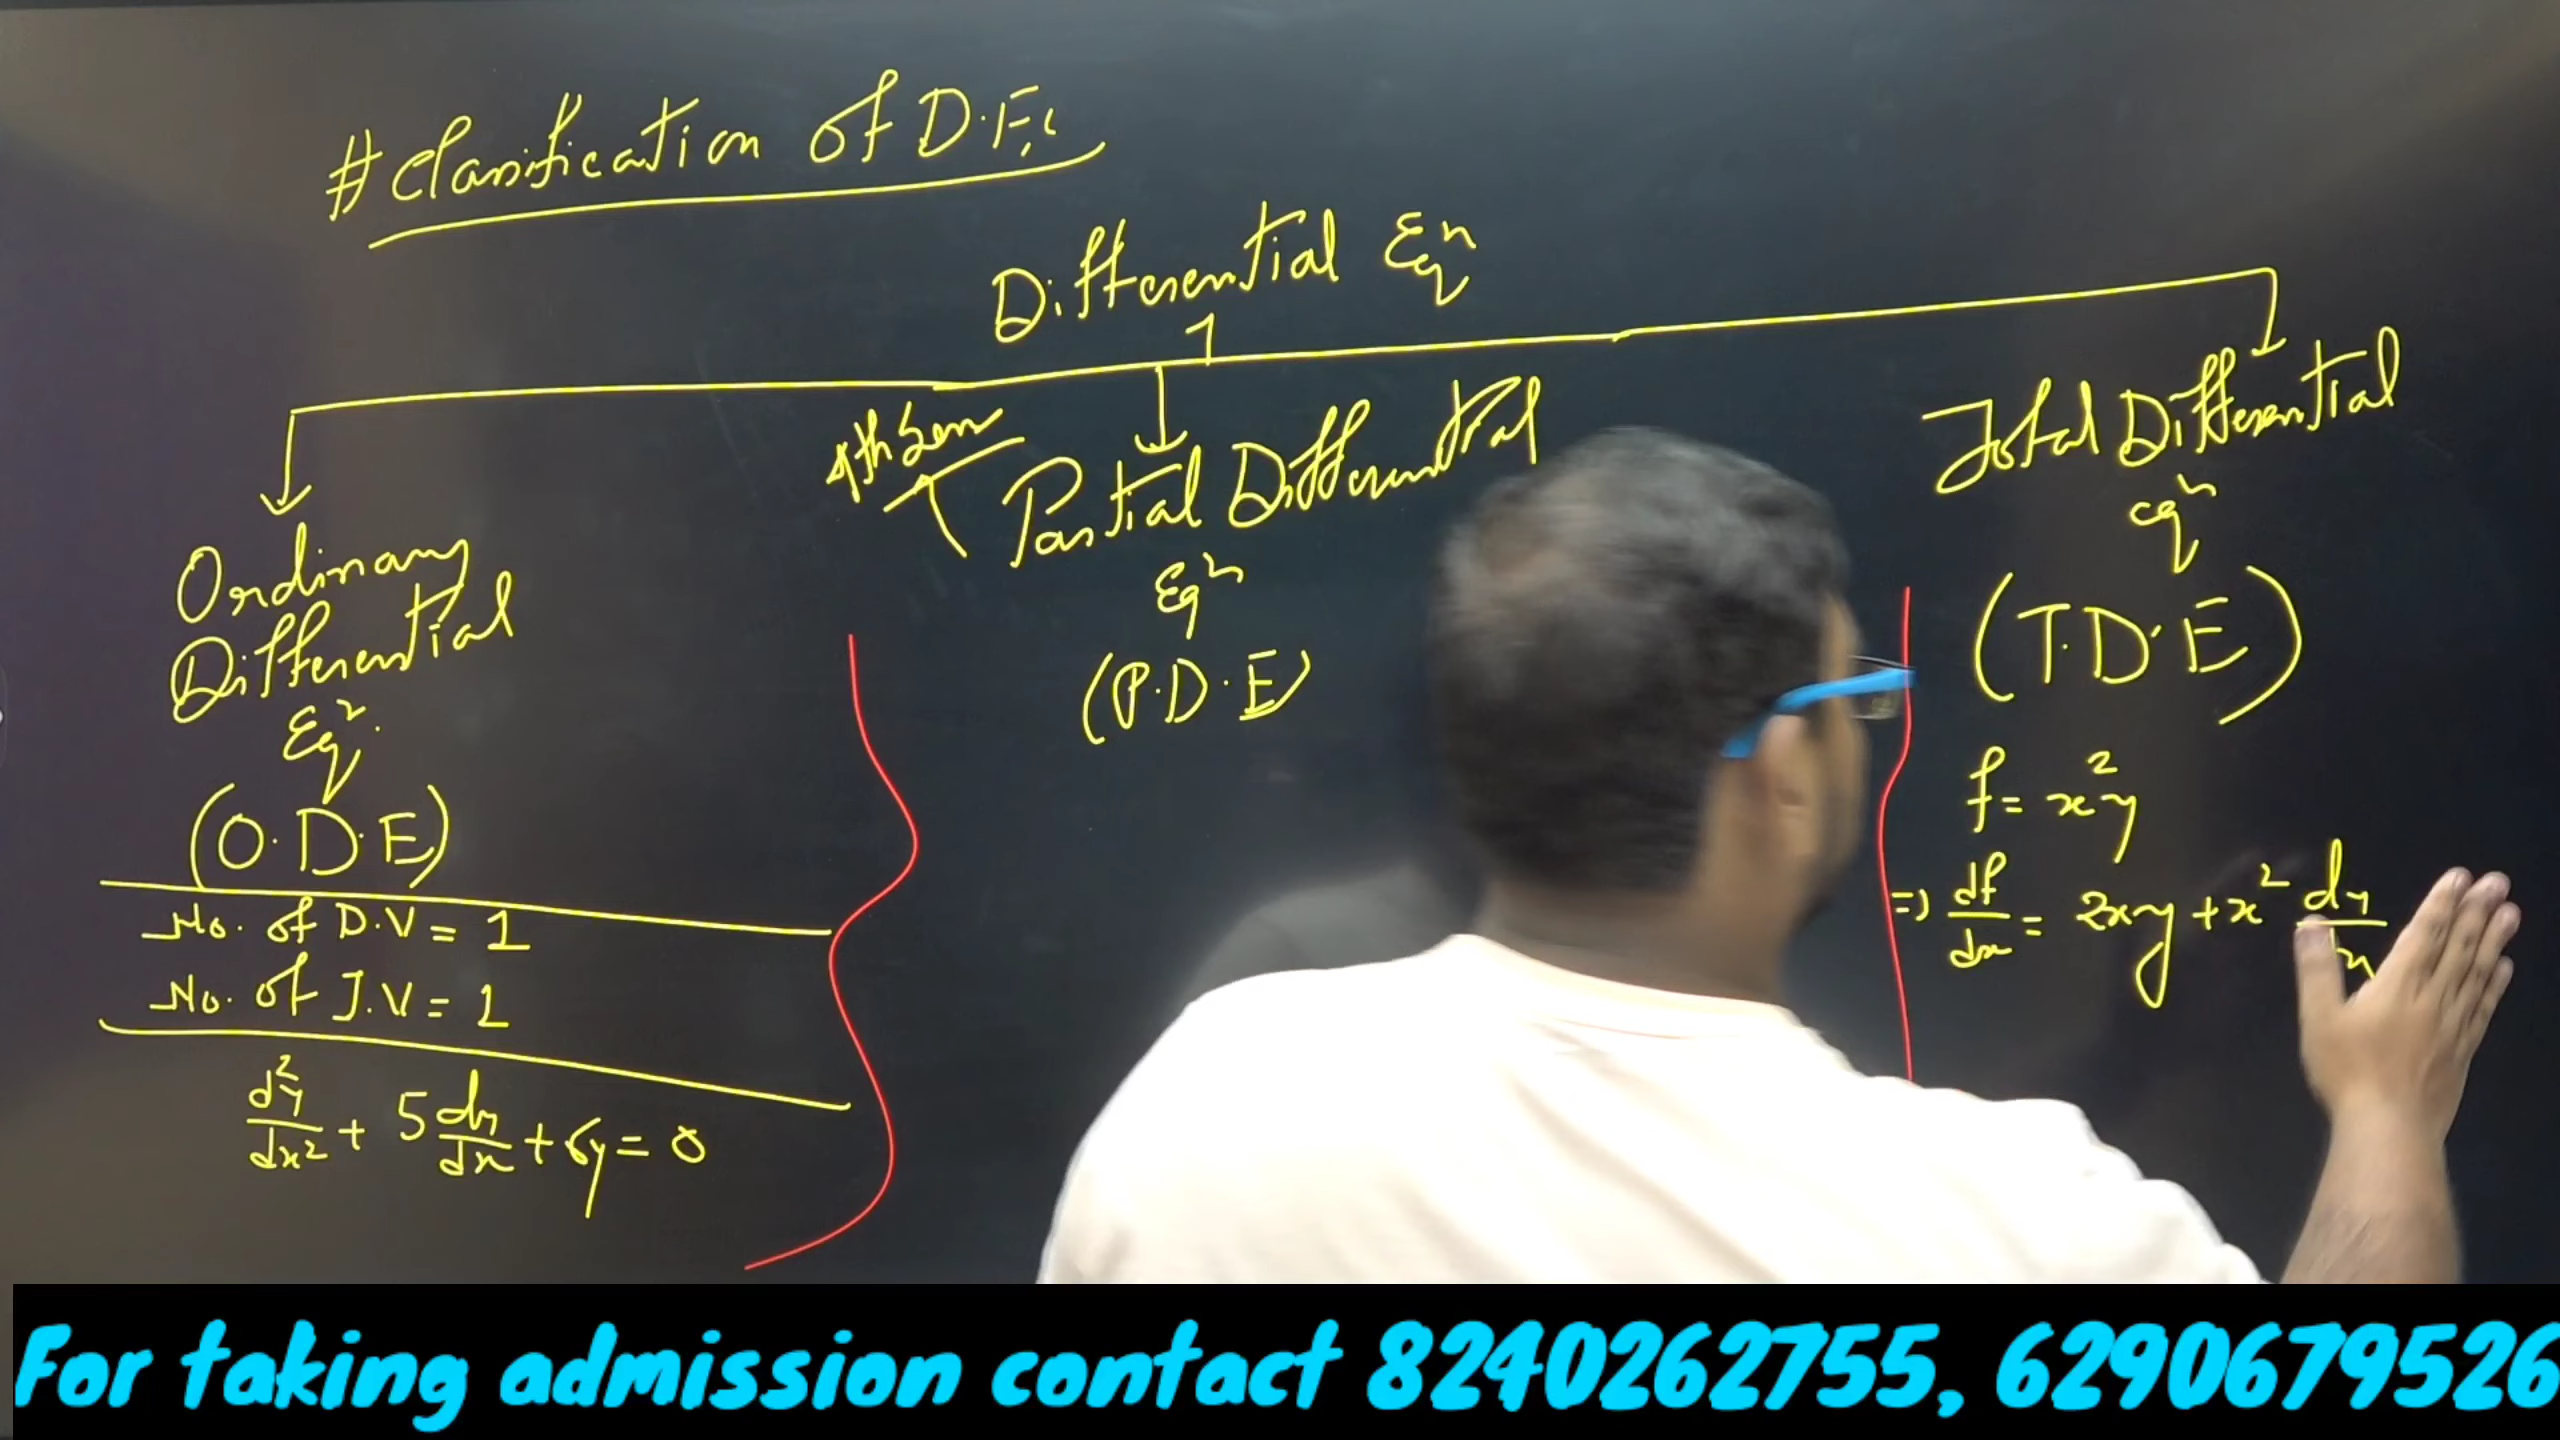 # Classification of D.E.
Differential Eqn
Ordinary
Differential
Eqn.
(O.D.E)
No. of D.V = 1
No. of I.V = 1
d²y/dx² + 5 dy/dx + 6y = 0
4th Sem
Partial Differential
Eqn
(P.D.E)
Total Differential
eqn
(T.D.E)
f = x²y
⇒ df/dx = 2xy + x² dy/dx
For taking admission contact 8240262755, 6290679526